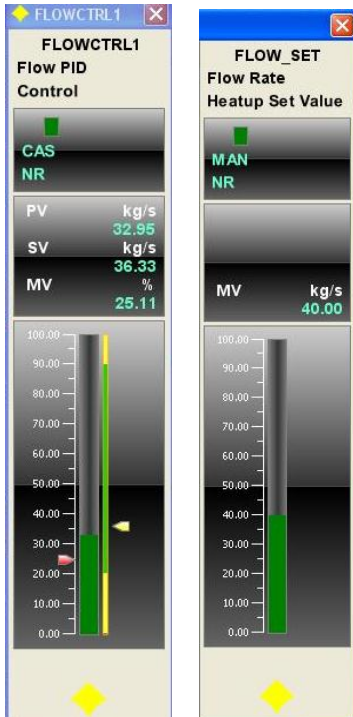 FLOWCTRL1
FLOWCTRL1
Flow PID
Control
CAS
NR
PV kg/s
32.95
SV kg/s
36.33
MV %
25.11
100.00
90.00
80.00
70.00
60.00
50.00
40.00
30.00
20.00
10.00
0.00
FLOW_SET
Flow Rate
Heatup Set Value
MAN
NR
MV kg/s
40.00
100.00
90.00
80.00
70.00
60.00
50.00
40.00
30.00
20.00
10.00
0.00